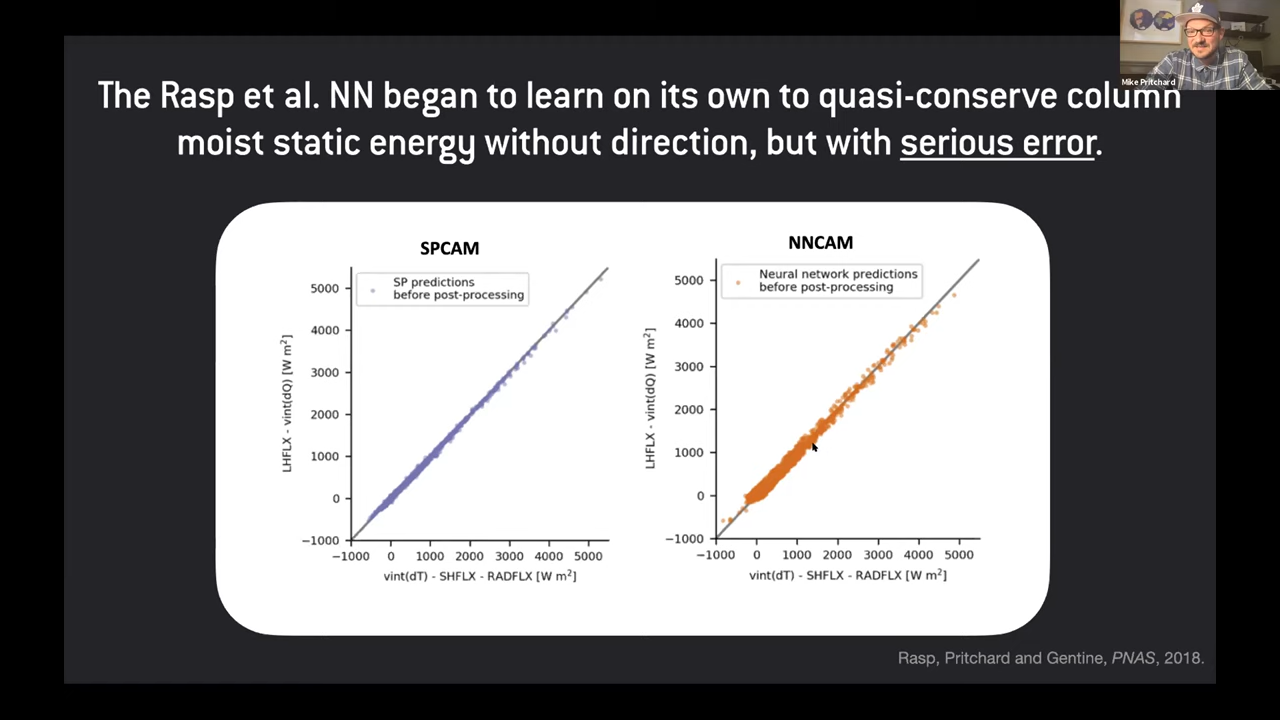 Mike Pritchard
The Rasp et al. NN began to learn on its own to quasi-conserve column
moist static energy without direction, but with serious error.
SPCAM
SP predictions
before post-processing
5000
4000
3000
2000
1000
0
−1000
LHFLX - vint(dQ) [W m²]
−1000 0 1000 2000 3000 4000 5000
vint(dT) - SHFLX - RADFLX [W m²]
NNCAM
Neural network predictions
before post-processing
5000
4000
3000
2000
1000
0
−1000
LHFLX - vint(dQ) [W m²]
−1000 0 1000 2000 3000 4000 5000
vint(dT) - SHFLX - RADFLX [W m²]
Rasp, Pritchard and Gentine, PNAS, 2018.